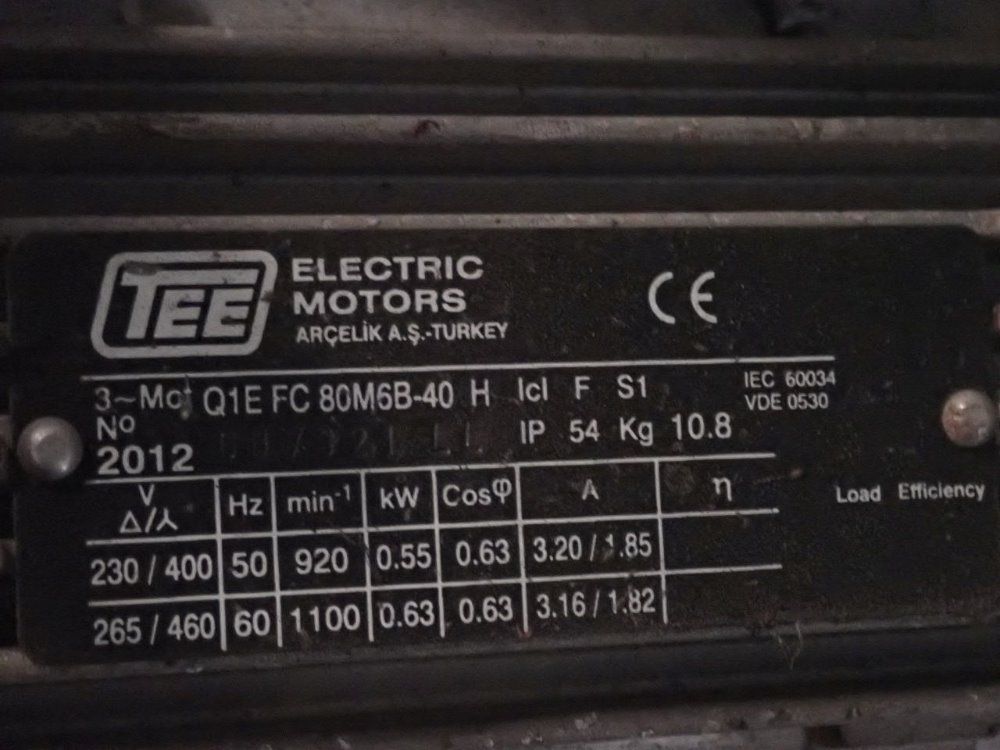 TEE
ELECTRIC
MOTORS
ARÇELİK A.Ş.-TURKEY
CE
3~Mot Q1E FC 80M6B-40 H Icl F S1
IEC 60034
VDE 0530
No
IP 54 Kg 10.8
2012
V Hz min-1 kW Cosφ A η
Δ/⅄
Load Efficiency
230 / 400 50 920 0.55 0.63 3.20 / 1.85
265 / 460 60 1100 0.63 0.63 3.16 / 1.82